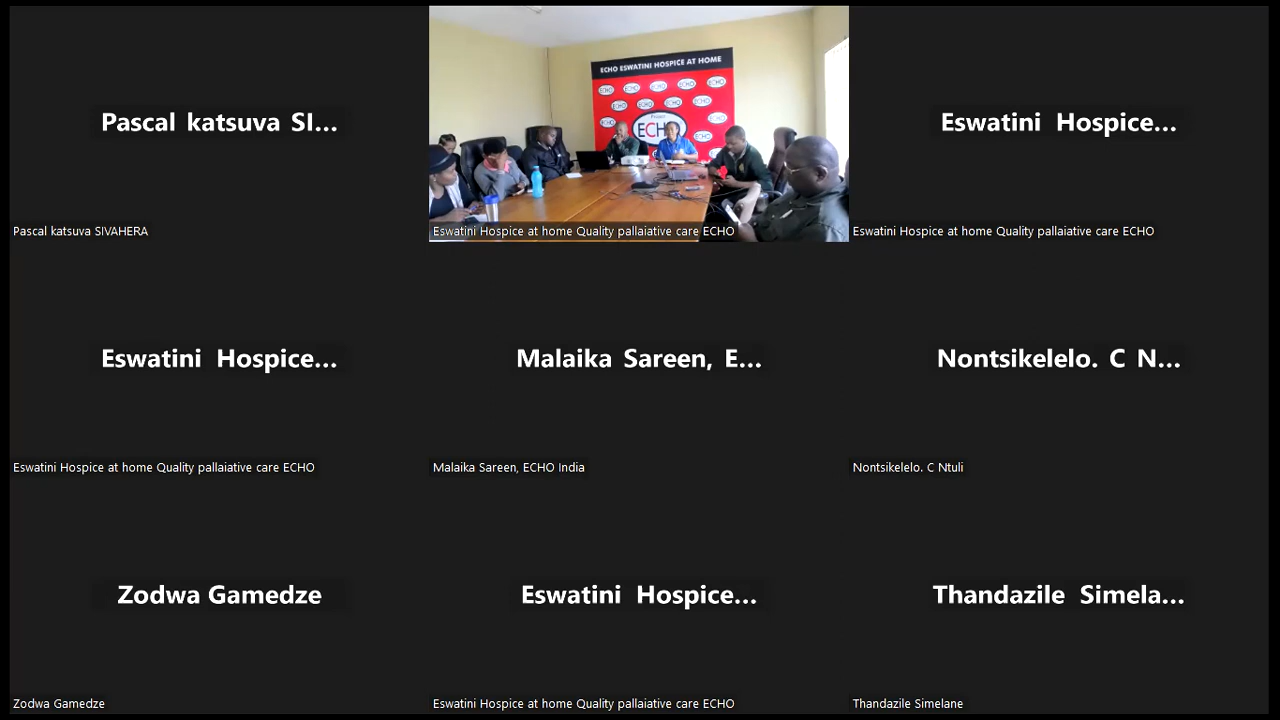 Pascal katsuva SI...
Pascal katsuva SIVAHERA
ECHO ESWATINI HOSPICE AT HOME
Project
ECHO
Eswatini Hospice at home Quality pallaiative care ECHO
Eswatini Hospice...
Eswatini Hospice at home Quality pallaiative care ECHO
Eswatini Hospice...
Eswatini Hospice at home Quality pallaiative care ECHO
Malaika Sareen, E...
Malaika Sareen, ECHO India
Nontsikelelo. C N...
Nontsikelelo. C Ntuli
Zodwa Gamedze
Zodwa Gamedze
Eswatini Hospice...
Eswatini Hospice at home Quality pallaiative care ECHO
Thandazile Simela...
Thandazile Simelane